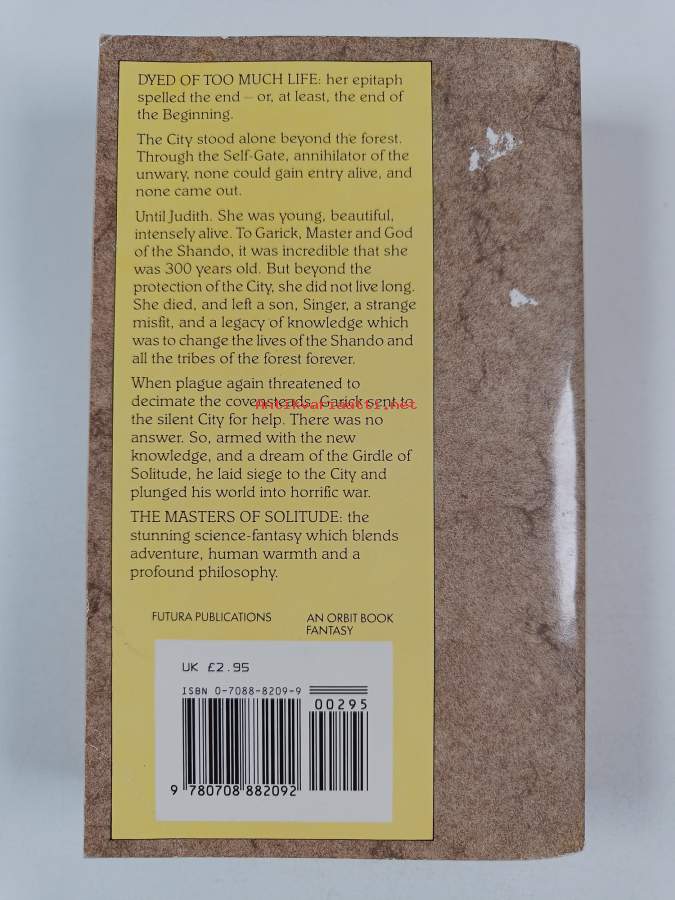 DYED OF TOO MUCH LIFE: her epitaph
spelled the end – or, at least, the end of
the Beginning.
The City stood alone beyond the forest.
Through the Self-Gate, annihilator of the
unwary, none could gain entry alive, and
none came out.
Until Judith. She was young, beautiful,
intensely alive. To Garick, Master and God
of the Shando, it was incredible that she
was 300 years old. But beyond the
protection of the City, she did not live long.
She died, and left a son, Singer, a strange
misfit, and a legacy of knowledge which
was to change the lives of the Shando and
all the tribes of the forest forever.
When plague again threatened to
decimate the covensteads, Garick sent to
Antikvariaatti.net
the silent City for help. There was no
answer. So, armed with the new
knowledge, and a dream of the Girdle of
Solitude, he laid siege to the City and
plunged his world into horrific war.
THE MASTERS OF SOLITUDE: the
stunning science-fantasy which blends
adventure, human warmth and a
profound philosophy.
FUTURA PUBLICATIONS
AN ORBIT BOOK
FANTASY
UK £2.95
ISBN 0-7088-8209-9
00295
9 780708 882092